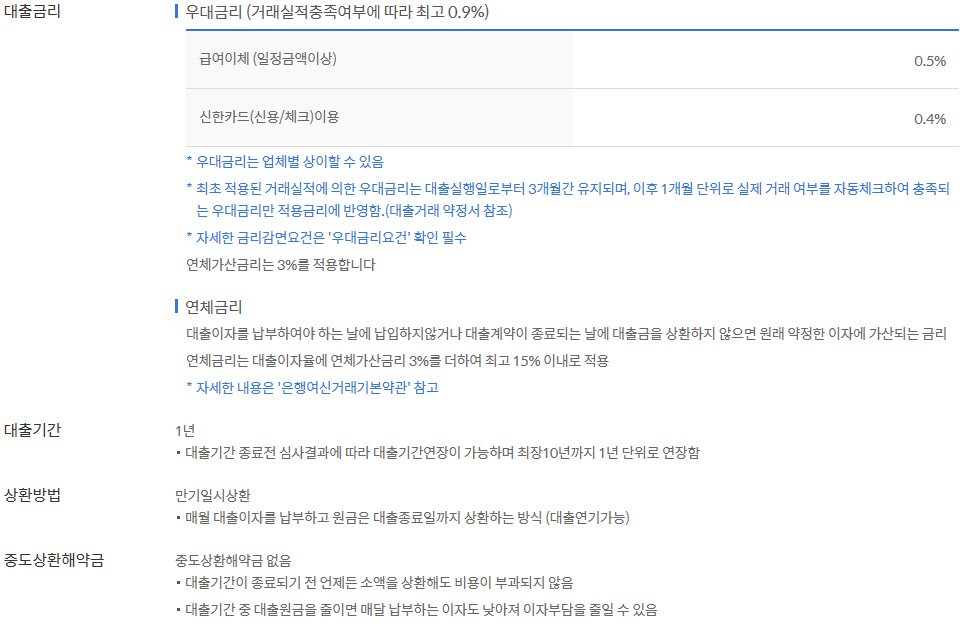 대출금리
우대금리 (거래실적충족여부에 따라 최고 0.9%)
급여이체 (일정금액이상) 0.5%
신한카드(신용/체크)이용 0.4%
* 우대금리는 업체별 상이할 수 있음
* 최초 적용된 거래실적에 의한 우대금리는 대출실행일로부터 3개월간 유지되며, 이후 1개월 단위로 실제 거래 여부를 자동체크하여 충족되
는 우대금리만 적용금리에 반영함.(대출거래 약정서 참조)
* 자세한 금리감면요건은 '우대금리요건' 확인 필수
연체가산금리는 3%를 적용합니다
연체금리
대출이자를 납부하여야 하는 날에 납입하지않거나 대출계약이 종료되는 날에 대출금을 상환하지 않으면 원래 약정한 이자에 가산되는 금리
연체금리는 대출이자율에 연체가산금리 3%를 더하여 최고 15% 이내로 적용
* 자세한 내용은 '은행여신거래기본약관' 참고
대출기간
1년
• 대출기간 종료전 심사결과에 따라 대출기간연장이 가능하며 최장10년까지 1년 단위로 연장함
상환방법
만기일시상환
• 매월 대출이자를 납부하고 원금은 대출종료일까지 상환하는 방식 (대출연기가능)
중도상환해약금
중도상환해약금 없음
• 대출기간이 종료되기 전 언제든 소액을 상환해도 비용이 부과되지 않음
• 대출기간 중 대출원금을 줄이면 매달 납부하는 이자도 낮아져 이자부담을 줄일 수 있음